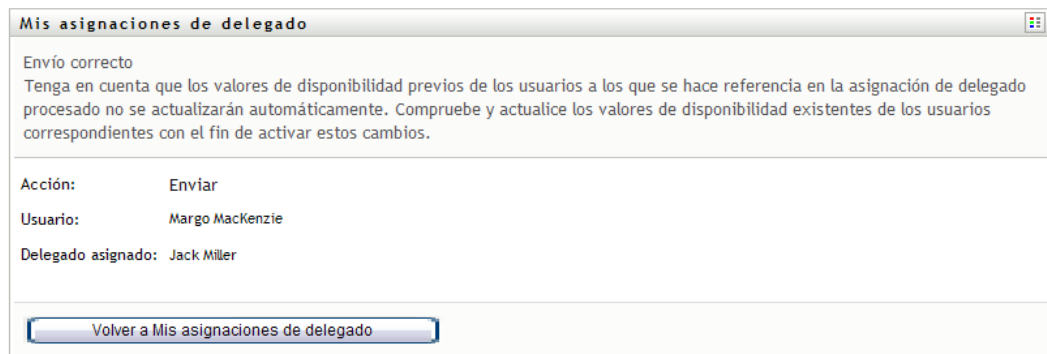 Mis asignaciones de delegado
Envío correcto
Tenga en cuenta que los valores de disponibilidad previos de los usuarios a los que se hace referencia en la asignación de delegado
procesado no se actualizarán automáticamente. Compruebe y actualice los valores de disponibilidad existentes de los usuarios
correspondientes con el fin de activar estos cambios.
Acción: Enviar
Usuario: Margo MacKenzie
Delegado asignado: Jack Miller
Volver a Mis asignaciones de delegado